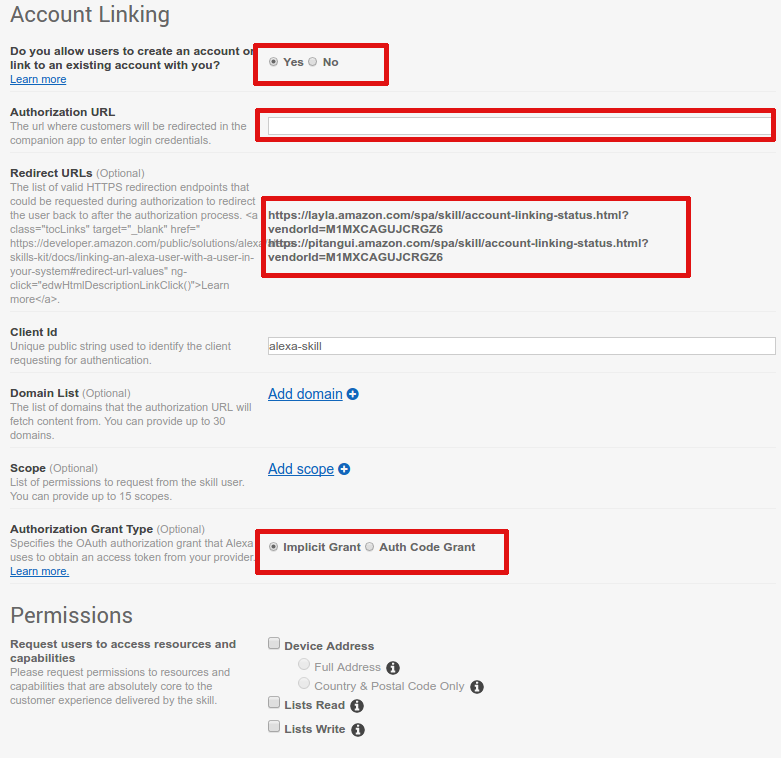 Account Linking
Do you allow users to create an account or
link to an existing account with you?
Learn more
Yes No
Authorization URL
The url where customers will be redirected in the
companion app to enter login credentials.
Redirect URLs (Optional)
The list of valid HTTPS redirection endpoints that
could be requested during authorization to redirect
the user back to after the authorization process. <a
class="tocLinks" target="_blank" href="
https://developer.amazon.com/public/solutions/alexa/
skills-kit/docs/linking-an-alexa-user-with-a-user-in-
your-system#redirect-url-values" ng-
click="edwHtmlDescriptionLinkClick()">Learn
more</a>.
https://layla.amazon.com/spa/skill/account-linking-status.html?
vendorId=M1MXCAGUJCRGZ6
https://pitangui.amazon.com/spa/skill/account-linking-status.html?
vendorId=M1MXCAGUJCRGZ6
Client Id
Unique public string used to identify the client
requesting for authentication.
alexa-skill
Domain List (Optional)
The list of domains that the authorization URL will
fetch content from. You can provide up to 30
domains.
Add domain
Scope (Optional)
List of permissions to request from the skill user.
You can provide up to 15 scopes.
Add scope
Authorization Grant Type (Optional)
Specifies the OAuth authorization grant that Alexa
uses to obtain an access token from your provider.
Learn more.
Implicit Grant Auth Code Grant
Permissions
Request users to access resources and
capabilities
Please request permissions to resources and
capabilities that are absolutely core to the
customer experience delivered by the skill.
Device Address
Full Address
Country & Postal Code Only
Lists Read
Lists Write